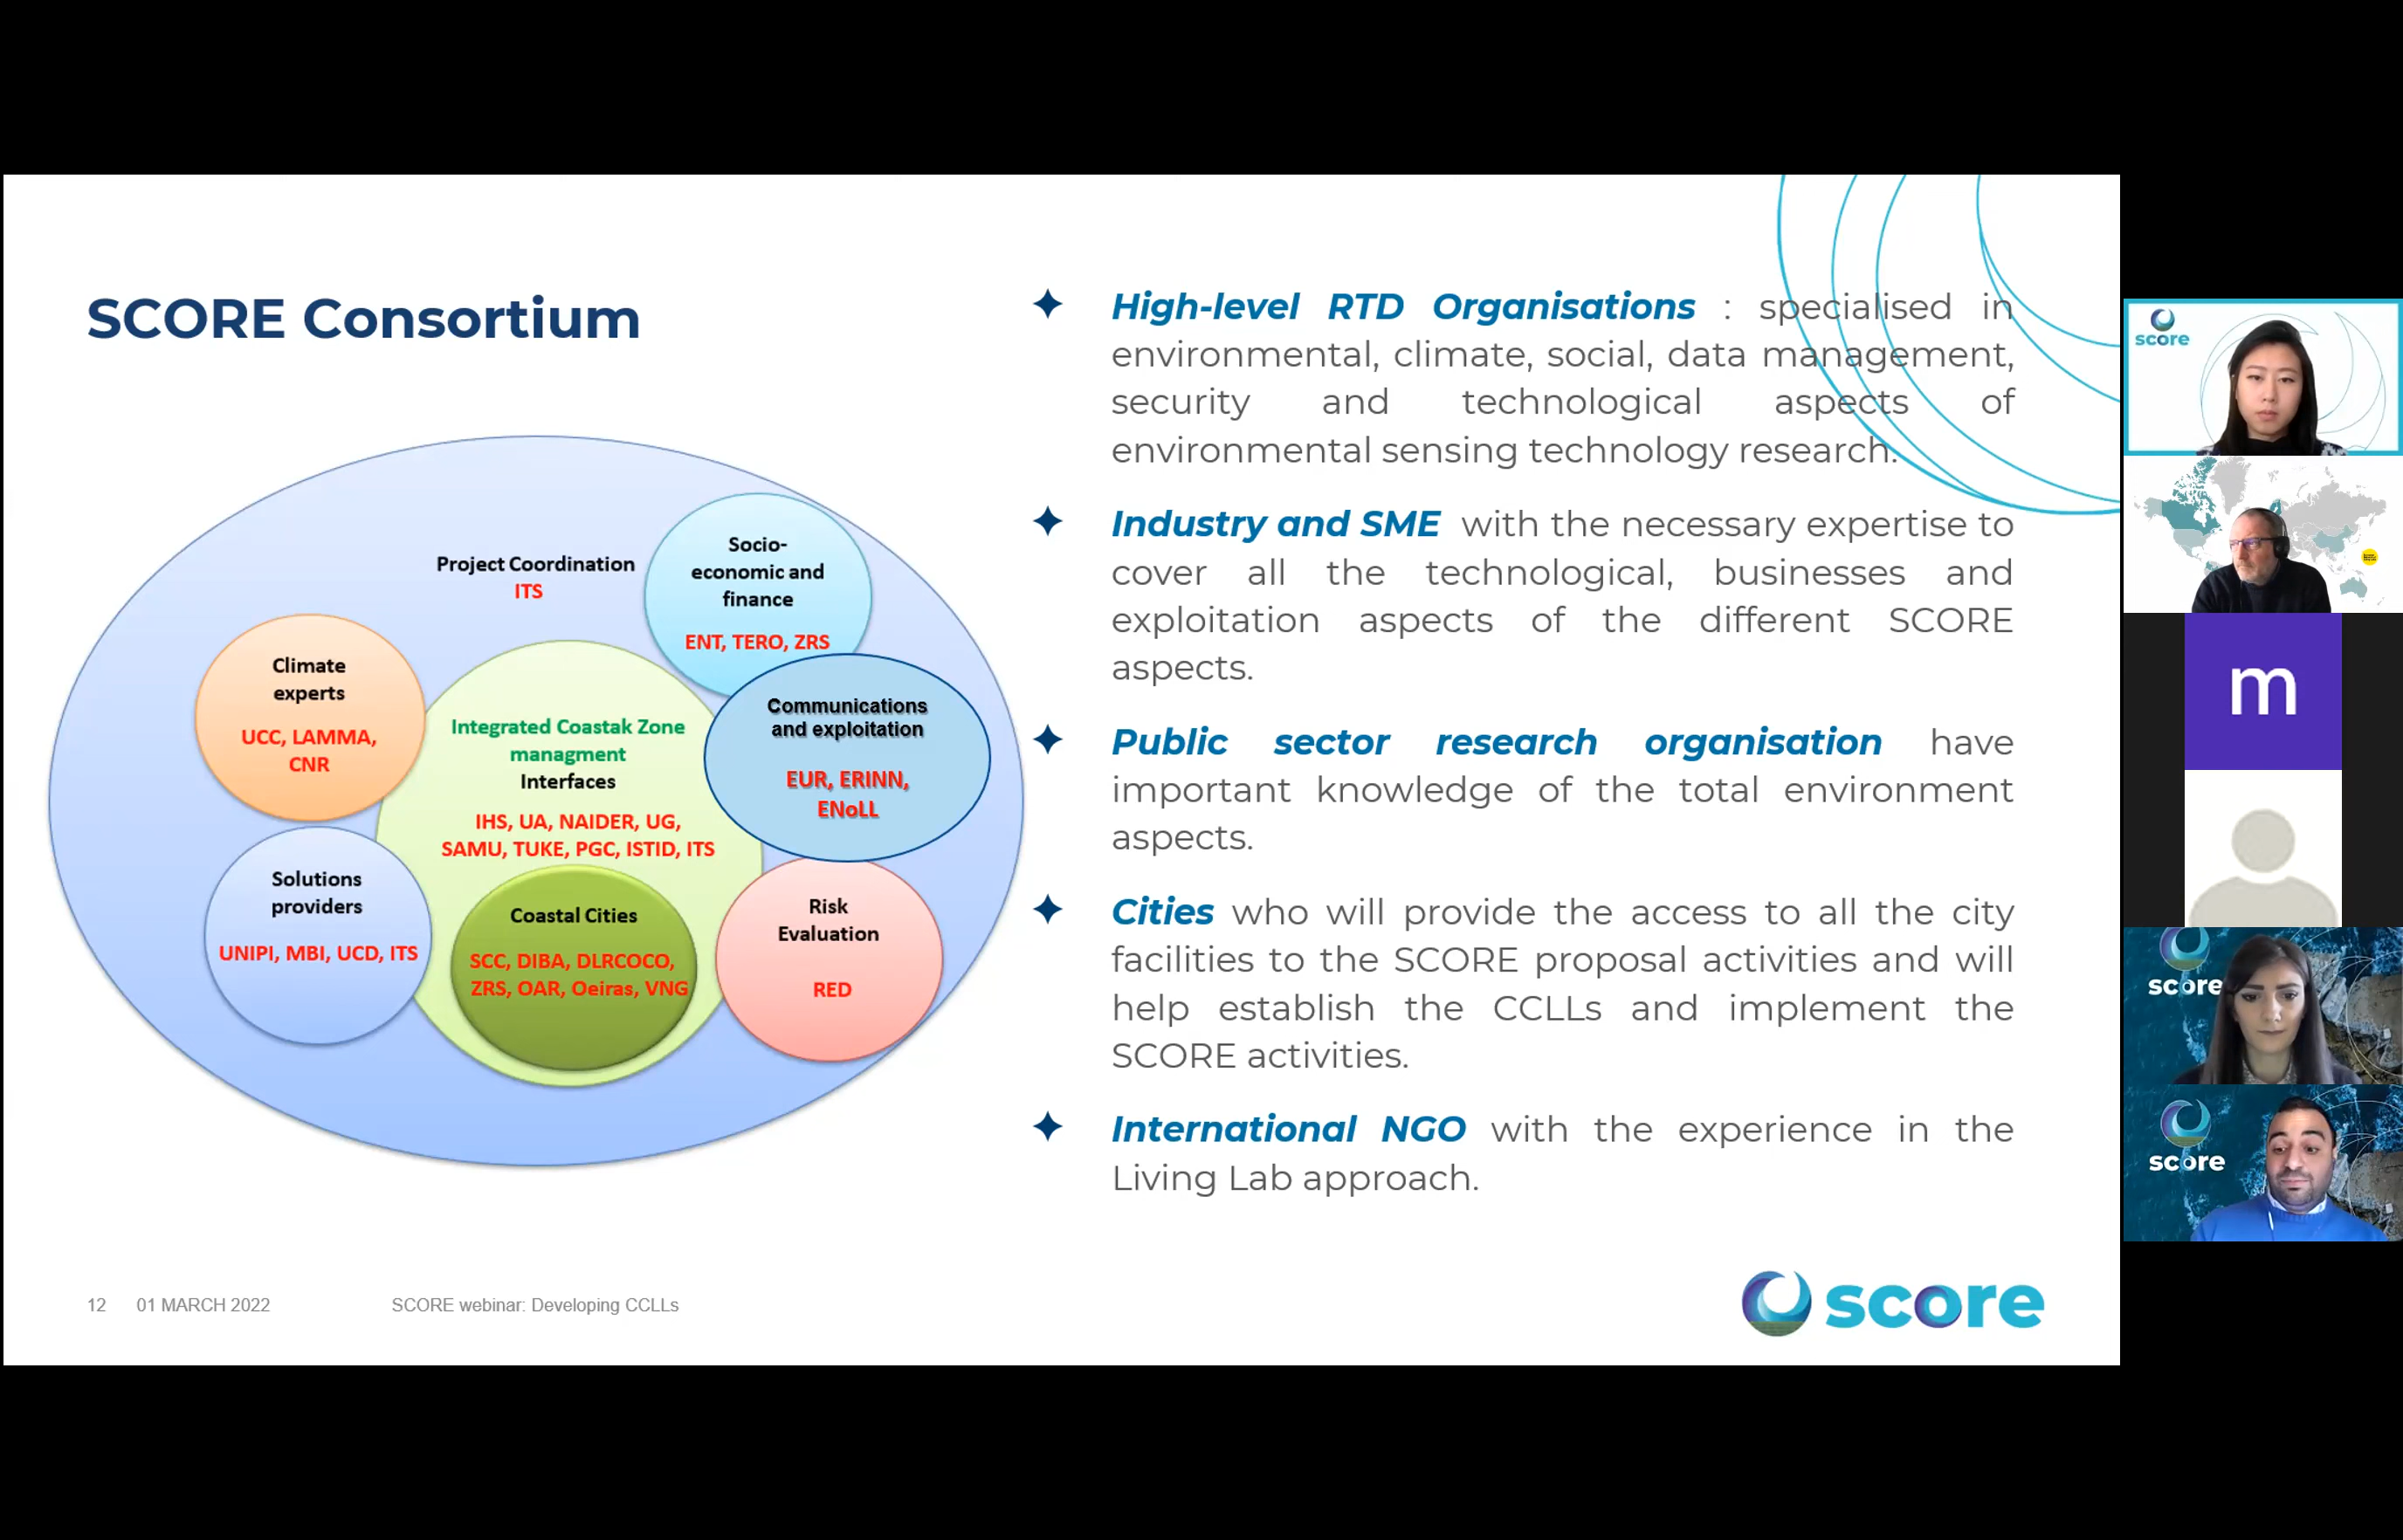 SCORE Consortium
Project Coordination
ITS
Socio-
economic and
finance
ENT, TERO, ZRS
Climate
experts
UCC, LAMMA,
CNR
Integrated Coastak Zone
managment
Interfaces
IHS, UA, NAIDER, UG,
SAMU, TUKE, PGC, ISTID, ITS
Communications
and exploitation
EUR, ERINN,
ENoLL
Solutions
providers
UNIPI, MBI, UCD, ITS
Coastal Cities
SCC, DIBA, DLRCOCO,
ZRS, OAR, Oeiras, VNG
Risk
Evaluation
RED
High-level RTD Organisations : specialised in
environmental, climate, social, data management,
security and technological aspects of
environmental sensing technology research.
Industry and SME with the necessary expertise to
cover all the technological, businesses and
exploitation aspects of the different SCORE
aspects.
Public sector research organisation have
important knowledge of the total environment
aspects.
Cities who will provide the access to all the city
facilities to the SCORE proposal activities and will
help establish the CCLLs and implement the
SCORE activities.
International NGO with the experience in the
Living Lab approach.
12 01 MARCH 2022 SCORE webinar: Developing CCLLs
score
score
m
score
score